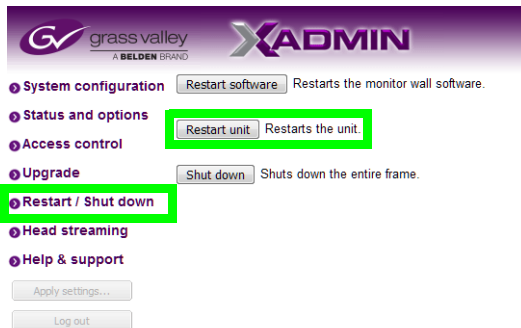 grassvalley
A BELDEN BRAND
XADMIN
System configuration
Restart software Restarts the monitor wall software.
Status and options
Restart unit Restarts the unit.
Access control
Upgrade
Shut down Shuts down the entire frame.
Restart / Shut down
Head streaming
Help & support
Apply settings...
Log out